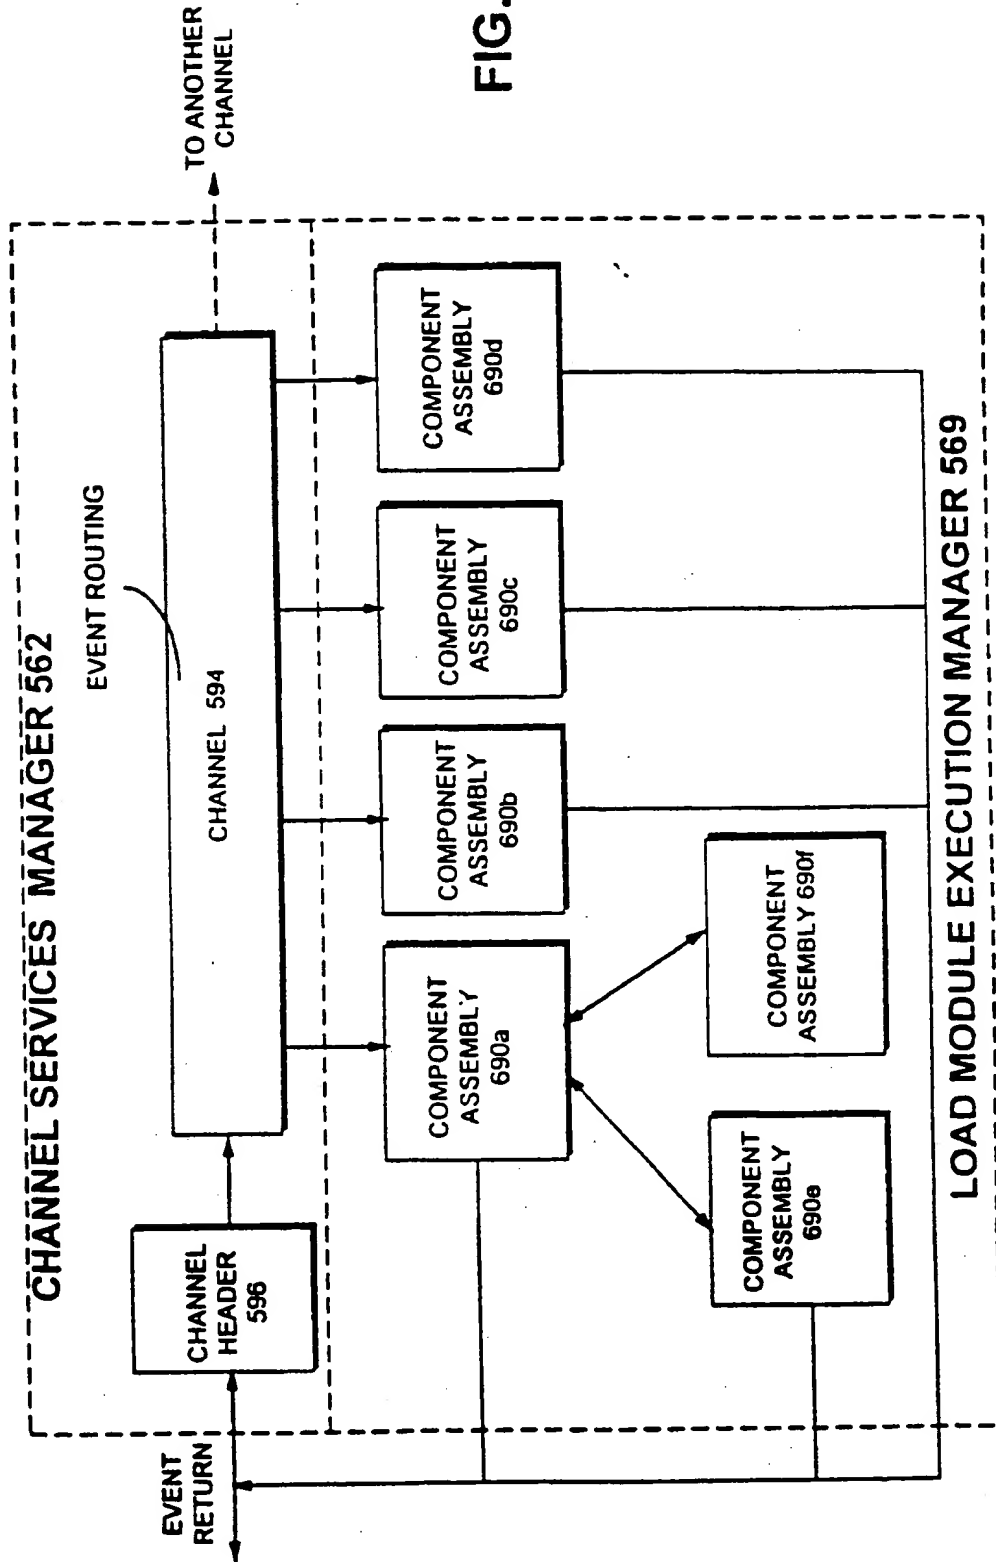 CHANNEL SERVICES MANAGER 562
EVENT ROUTING
TO ANOTHER
CHANNEL
EVENT
RETURN
CHANNEL
HEADER
596
CHANNEL 594
COMPONENT
ASSEMBLY
690a
COMPONENT
ASSEMBLY
690b
COMPONENT
ASSEMBLY
690c
COMPONENT
ASSEMBLY
690d
COMPONENT
ASSEMBLY
690e
COMPONENT
ASSEMBLY 690f
LOAD MODULE EXECUTION MANAGER 569
FIG.